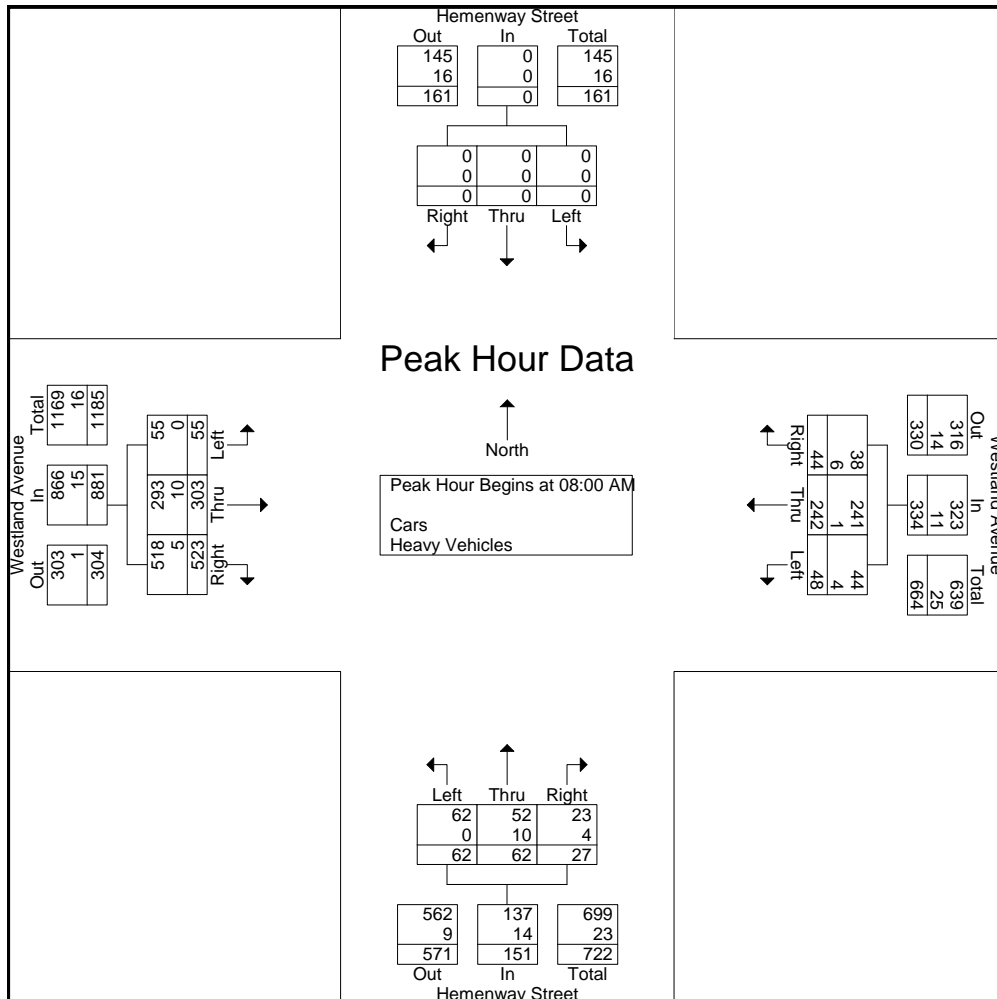 Hemenway Street
Out In Total
145 0 145
16 0 16
161 0 161
0 0 0
0 0 0
0 0 0
Right Thru Left
Peak Hour Data
North
Peak Hour Begins at 08:00 AM
Cars
Heavy Vehicles
Westland Avenue
Total In Out
1169 866 303
16 15 1
1185 881 304
55 293 518
0 10 5
55 303 523
Left Thru Right
Westland Avenue
Out In Total
316 323 639
14 11 25
330 334 664
38 241 44
6 1 4
44 242 48
Right Thru Left
Left Thru Right
62 52 23
0 10 4
62 62 27
562 137 699
9 14 23
571 151 722
Out In Total
Hemenway Street